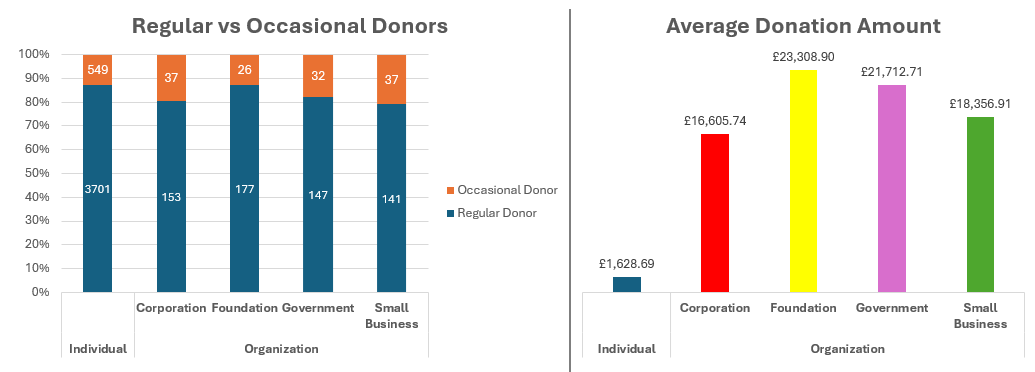 Regular vs Occasional Donors
100%
90%
80%
70%
60%
50%
40%
30%
20%
10%
0%
549
37
26
32
37
3701
153
177
147
141
Corporation Foundation Government Small
Business
Individual
Organization
Occasional Donor
Regular Donor
Average Donation Amount
£1,628.69
£16,605.74
£23,308.90
£21,712.71
£18,356.91
Corporation Foundation Government Small
Business
Individual
Organization